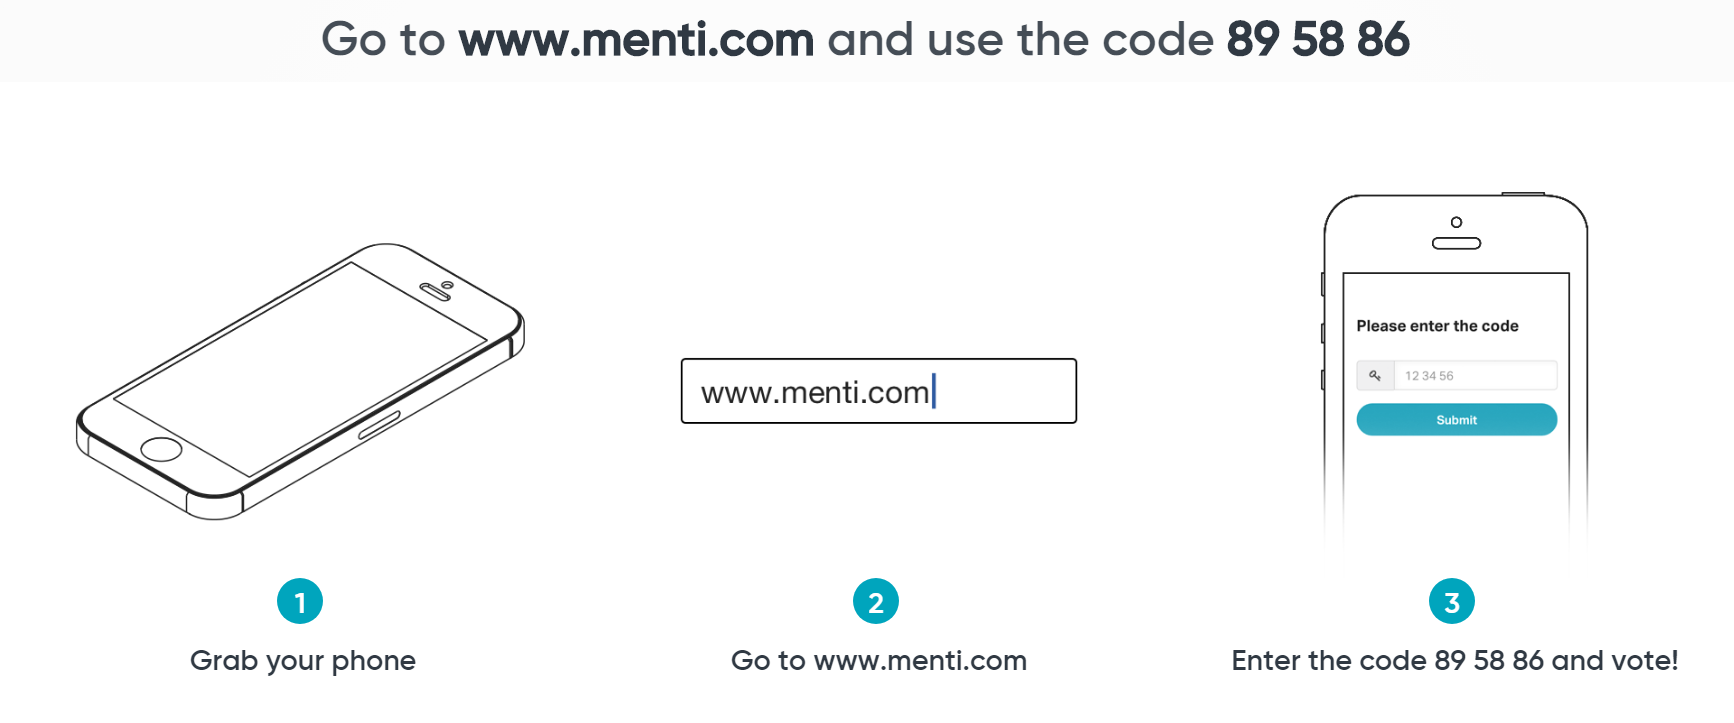 Go to www.menti.com and use the code 89 58 86
www.menti.com
Please enter the code
12 34 56
Submit
1
Grab your phone
2
Go to www.menti.com
3
Enter the code 89 58 86 and vote!